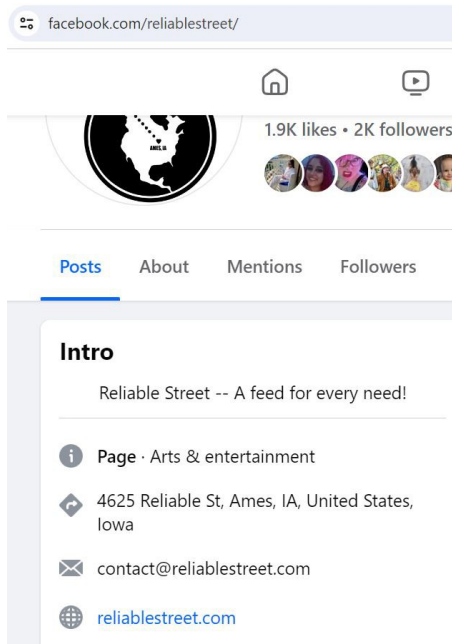 facebook.com/reliablestreet/
AMES, IA
1.9K likes • 2K followers
Posts About Mentions Followers
Intro
Reliable Street -- A feed for every need!
Page · Arts & entertainment
4625 Reliable St, Ames, IA, United States,
Iowa
contact@reliablestreet.com
reliablestreet.com